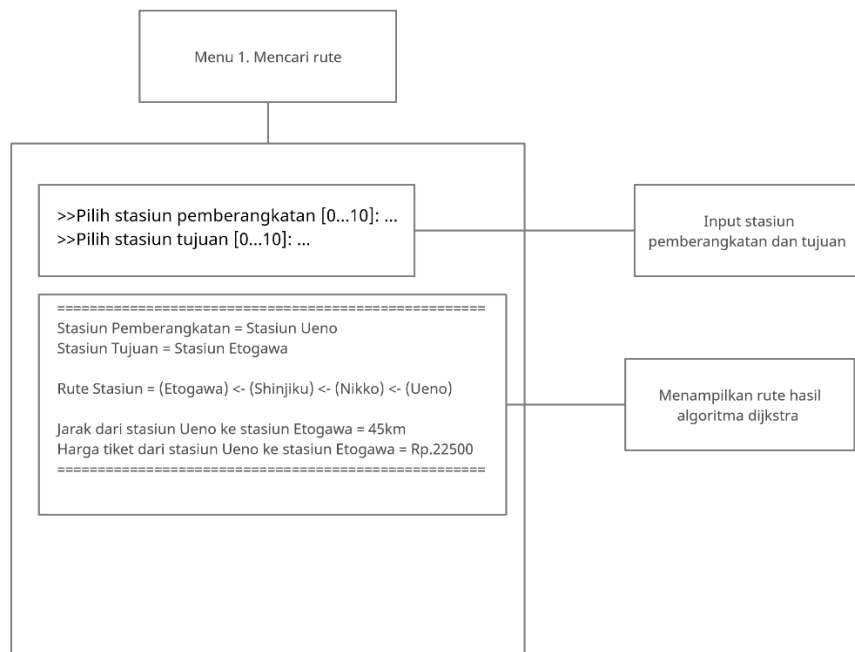 Menu 1. Mencari rute
>>Pilih stasiun pemberangkatan [0...10]: ...
>>Pilih stasiun tujuan [0...10]: ...
Input stasiun
pemberangkatan dan tujuan
=====================================================
Stasiun Pemberangkatan = Stasiun Ueno
Stasiun Tujuan = Stasiun Etogawa
Rute Stasiun = (Etogawa) <- (Shinjiku) <- (Nikko) <- (Ueno)
Jarak dari stasiun Ueno ke stasiun Etogawa = 45km
Harga tiket dari stasiun Ueno ke stasiun Etogawa = Rp.22500
=====================================================
Menampilkan rute hasil
algoritma dijkstra